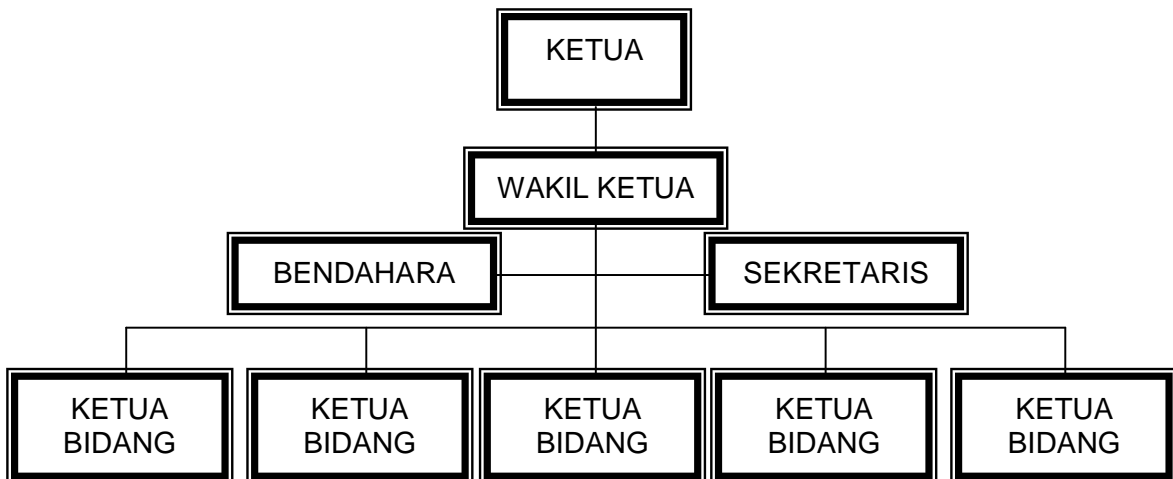 KETUA
WAKIL KETUA
BENDAHARA
SEKRETARIS
KETUA
BIDANG
KETUA
BIDANG
KETUA
BIDANG
KETUA
BIDANG
KETUA
BIDANG